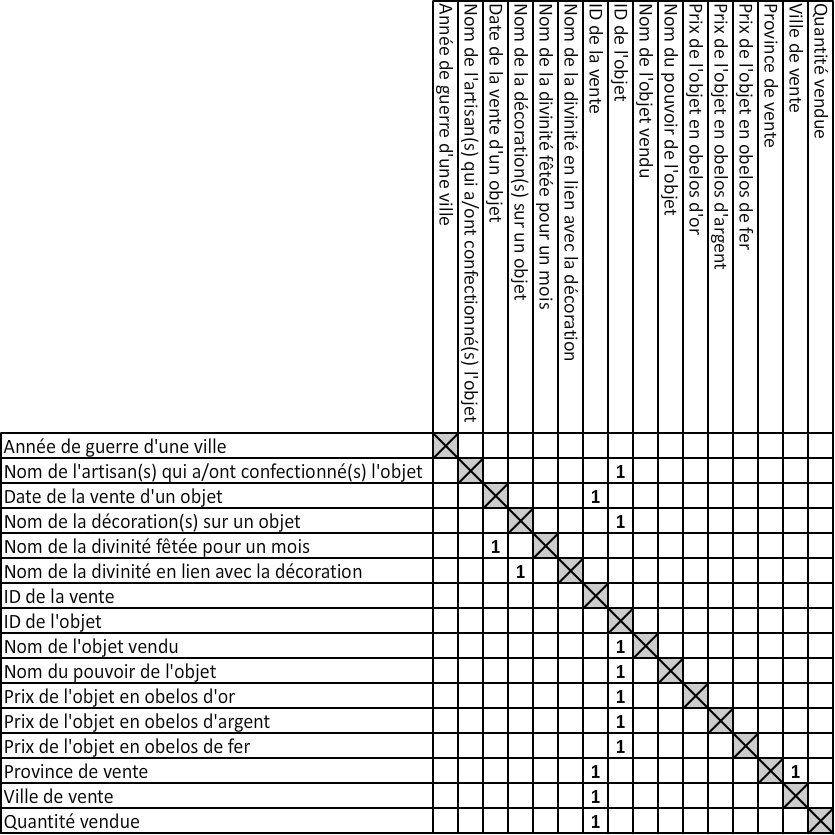 Année de guerre d'une ville
Nom de l'artisan(s) qui a/ont confectionné(s) l'objet
Date de la vente d'un objet
Nom de la décoration(s) sur un objet
Nom de la divinité fêtée pour un mois
Nom de la divinité en lien avec la décoration
ID de la vente
ID de l'objet
Nom de l'objet vendu
Nom du pouvoir de l'objet
Prix de l'objet en obelos d'or
Prix de l'objet en obelos d'argent
Prix de l'objet en obelos de fer
Province de vente
Ville de vente
Quantité vendue
Année de guerre d'une ville
Nom de l'artisan(s) qui a/ont confectionné(s) l'objet 1
Date de la vente d'un objet 1
Nom de la décoration(s) sur un objet 1
Nom de la divinité fêtée pour un mois 1
Nom de la divinité en lien avec la décoration 1
ID de la vente
ID de l'objet
Nom de l'objet vendu 1
Nom du pouvoir de l'objet 1
Prix de l'objet en obelos d'or 1
Prix de l'objet en obelos d'argent 1
Prix de l'objet en obelos de fer 1
Province de vente 1 1
Ville de vente 1
Quantité vendue 1